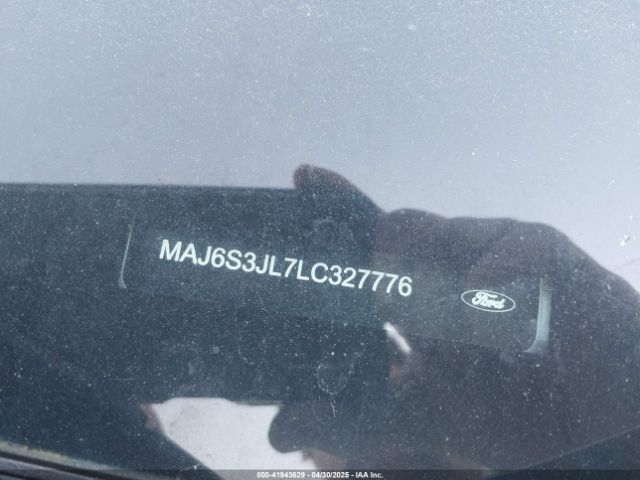 MAJ6S3JL7LC327776
Ford
000-41943629 - 04/30/2025 - IAA Inc.